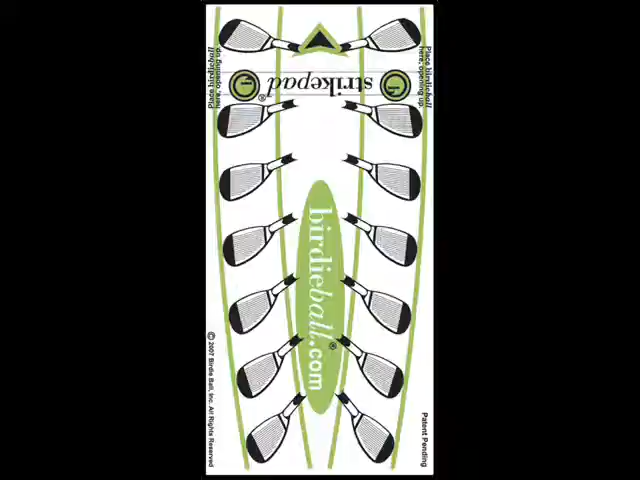 Place birdieball
here, opening up.
Place birdieball
here, opening up.
strikepad®
birdieball.com®
© 2007 Birdie Ball, Inc. All Rights Reserved
Patent Pending